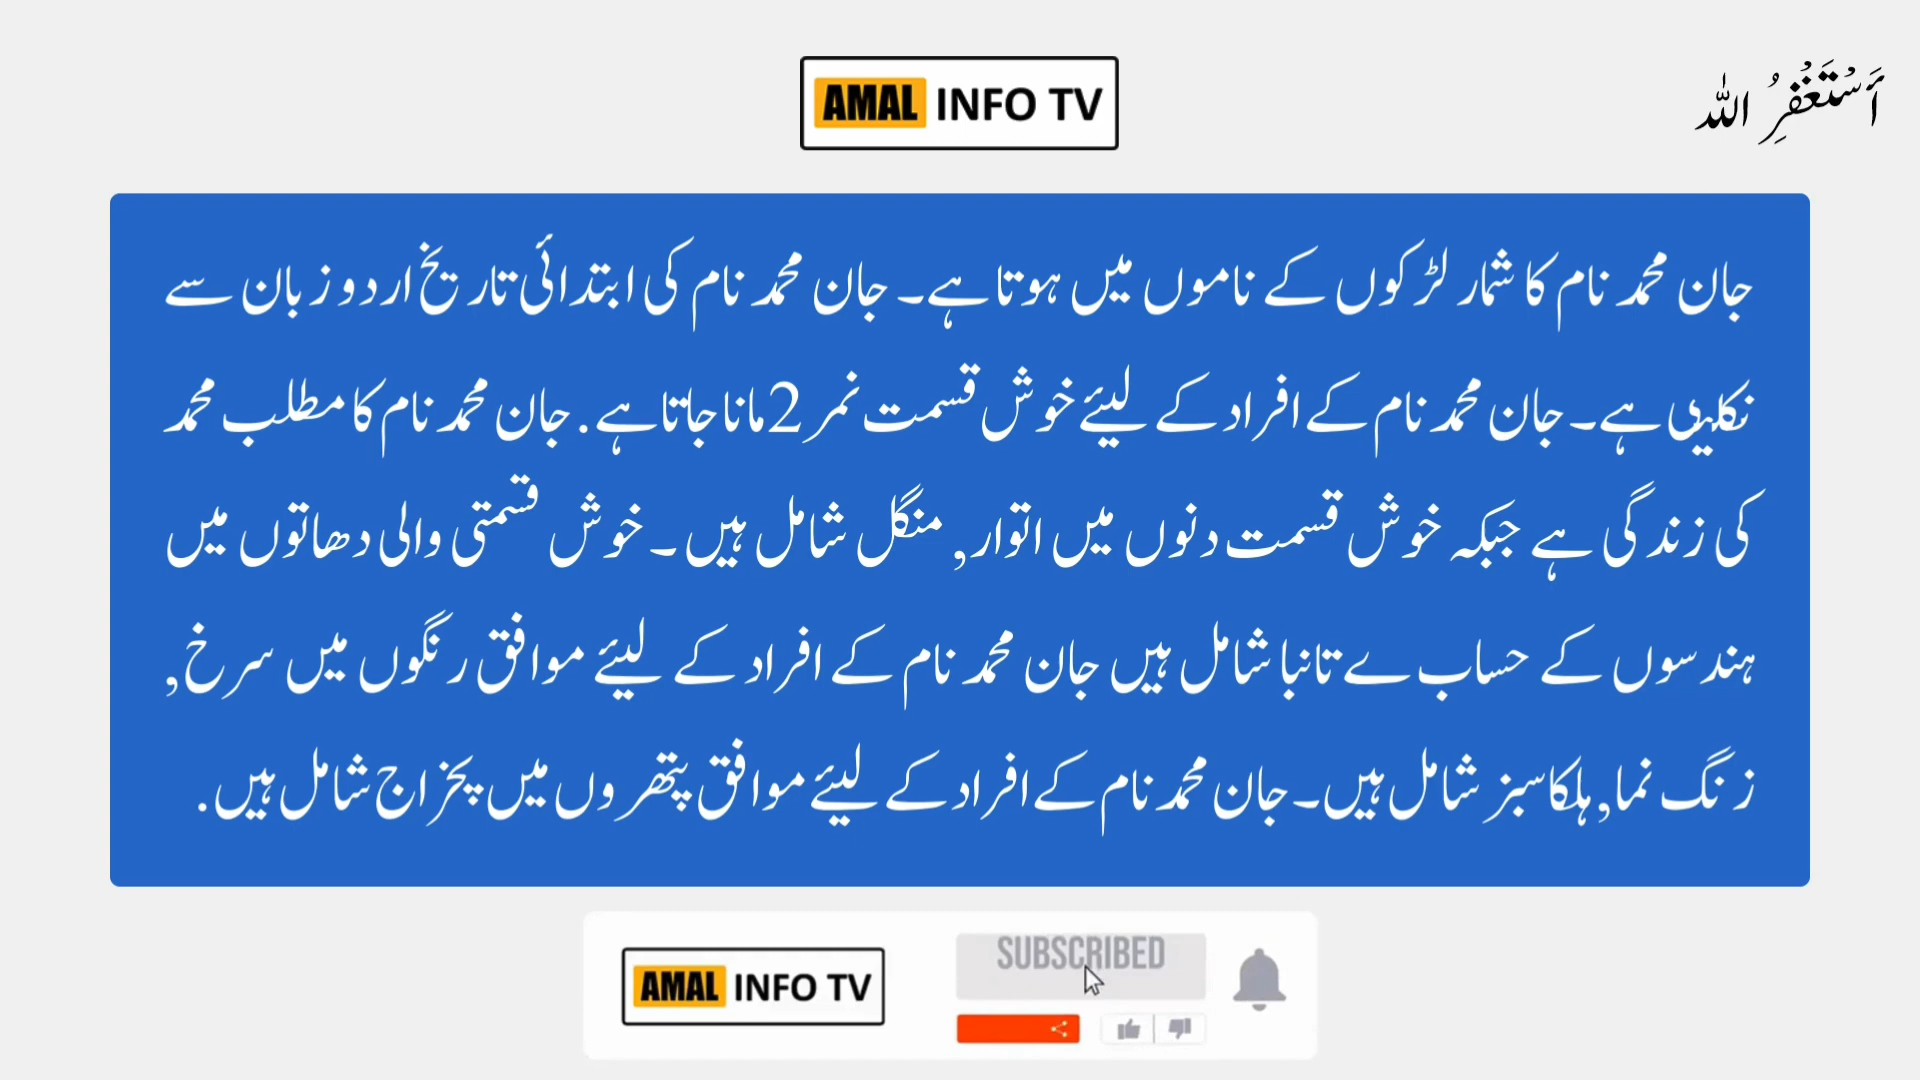 AMAL INFO TV
أَسْتَغْفِرُ اللّٰه
جان محمد نام کا شمار لڑکوں کے ناموں میں ہوتا ہے۔ جان محمد نام کی ابتدائی تاریخ اردو زبان سے
نکلیں ہے۔ جان محمد نام کے افراد کے لیئے خوش قسمت نمر 2 مانا جاتا ہے. جان محمد نام کا مطلب محمد
کی زندگی ہے جبکہ خوش قسمت دنوں میں اتوار, منگل شامل ہیں۔ خوش قسمتی والی دھاتوں میں
ہندسوں کے حساب ے تانبا شامل ہیں جان محمد نام کے افراد کے لیئے موافق رنگوں میں سرخ,
زنگ نما, ہلکا سبز شامل ہیں۔ جان محمد نام کے افراد کے لیئے موافق پتھروں میں پخراج شامل ہیں.
AMAL INFO TV
SUBSCRIBED